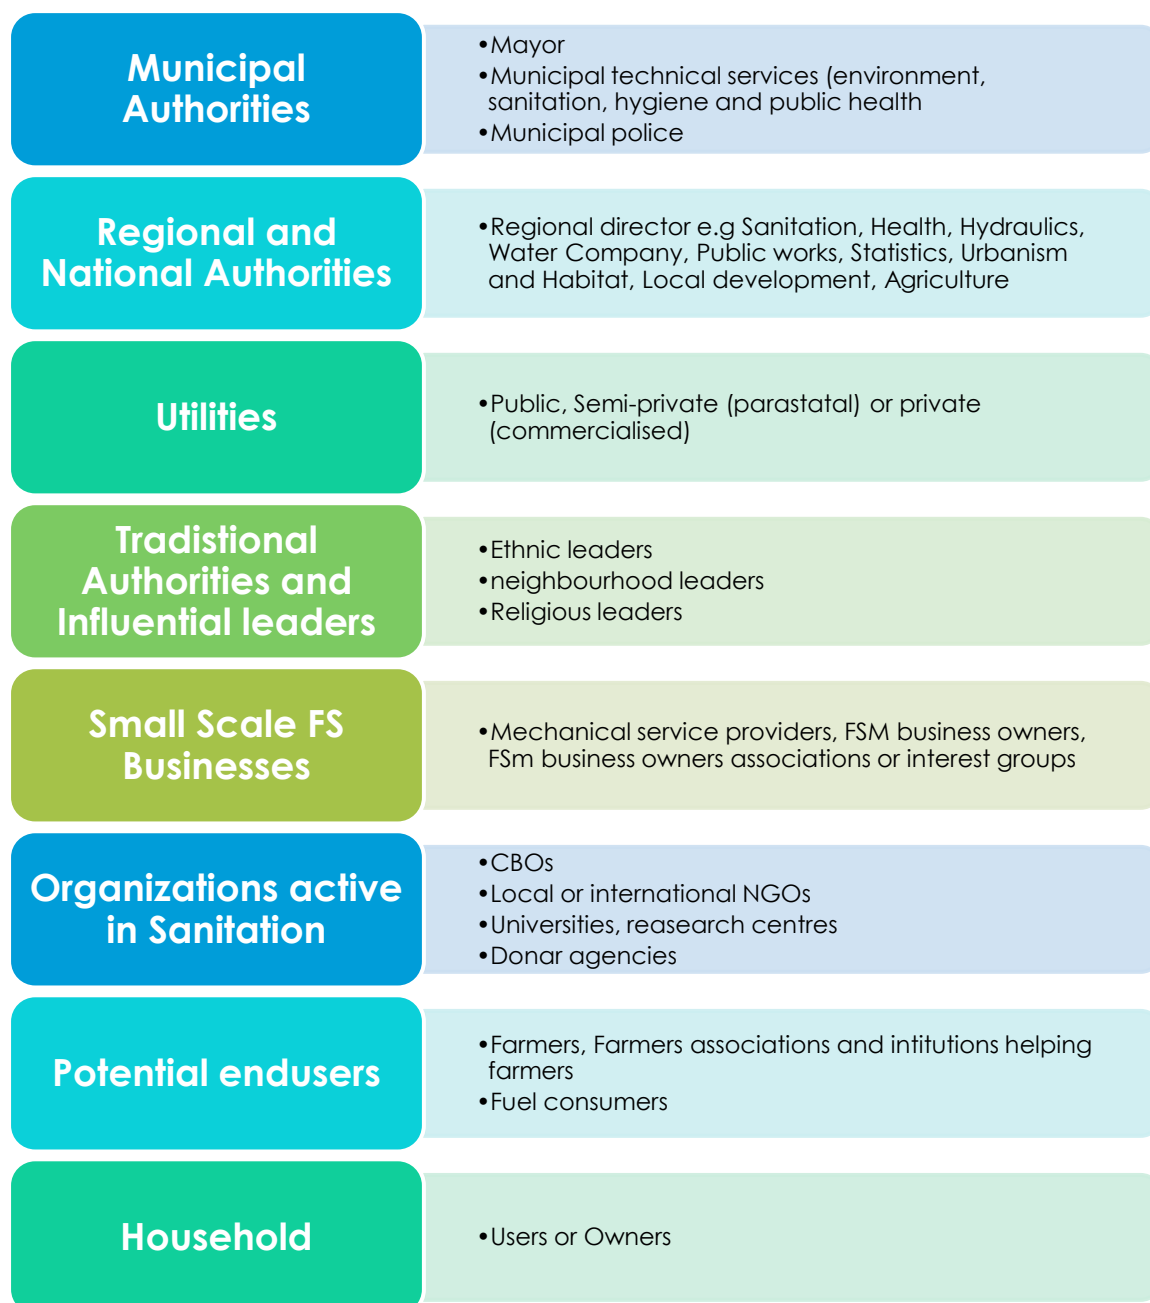 Municipal
Authorities
•Mayor
•Municipal technical services (environment,
sanitation, hygiene and public health
•Municipal police
Regional and
National Authorities
•Regional director e.g Sanitation, Health, Hydraulics,
Water Company, Public works, Statistics, Urbanism
and Habitat, Local development, Agriculture
Utilities
•Public, Semi-private (parastatal) or private
(commercialised)
Tradistional
Authorities and
Influential leaders
•Ethnic leaders
•neighbourhood leaders
•Religious leaders
Small Scale FS
Businesses
•Mechanical service providers, FSM business owners,
FSm business owners associations or interest groups
Organizations active
in Sanitation
•CBOs
•Local or international NGOs
•Universities, reasearch centres
•Donar agencies
Potential endusers
•Farmers, Farmers associations and intitutions helping
farmers
•Fuel consumers
Household
•Users or Owners